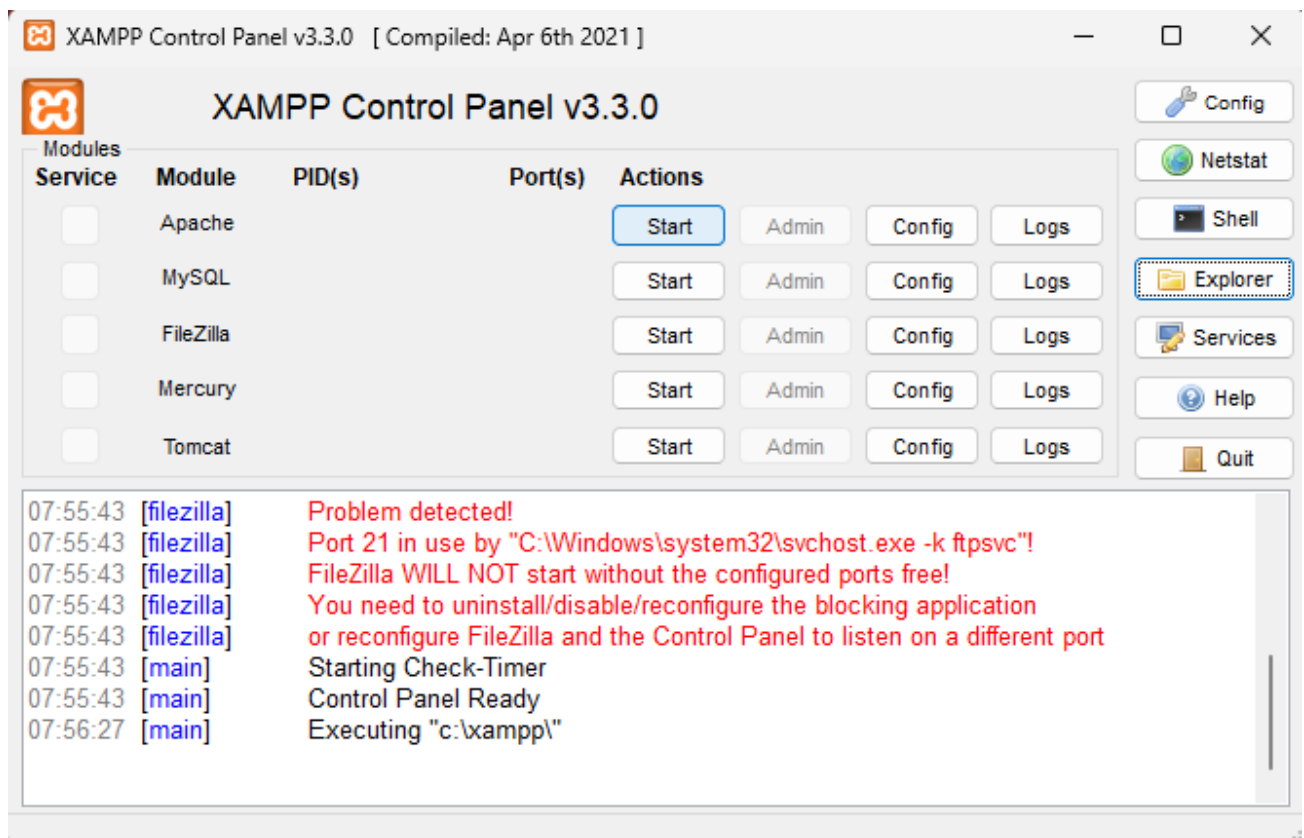 XAMPP Control Panel v3.3.0 [ Compiled: Apr 6th 2021 ]
XAMPP Control Panel v3.3.0
Config
Modules
Netstat
Service Module PID(s) Port(s) Actions
Shell
Apache Start Admin Config Logs
MySQL Start Admin Config Logs
Explorer
FileZilla Start Admin Config Logs
Services
Mercury Start Admin Config Logs
Help
Tomcat Start Admin Config Logs
Quit
07:55:43 [filezilla] Problem detected!
07:55:43 [filezilla] Port 21 in use by "C:\Windows\system32\svchost.exe -k ftpsvc"!
07:55:43 [filezilla] FileZilla WILL NOT start without the configured ports free!
07:55:43 [filezilla] You need to uninstall/disable/reconfigure the blocking application
07:55:43 [filezilla] or reconfigure FileZilla and the Control Panel to listen on a different port
07:55:43 [main] Starting Check-Timer
07:55:43 [main] Control Panel Ready
07:56:27 [main] Executing "c:\xampp\"